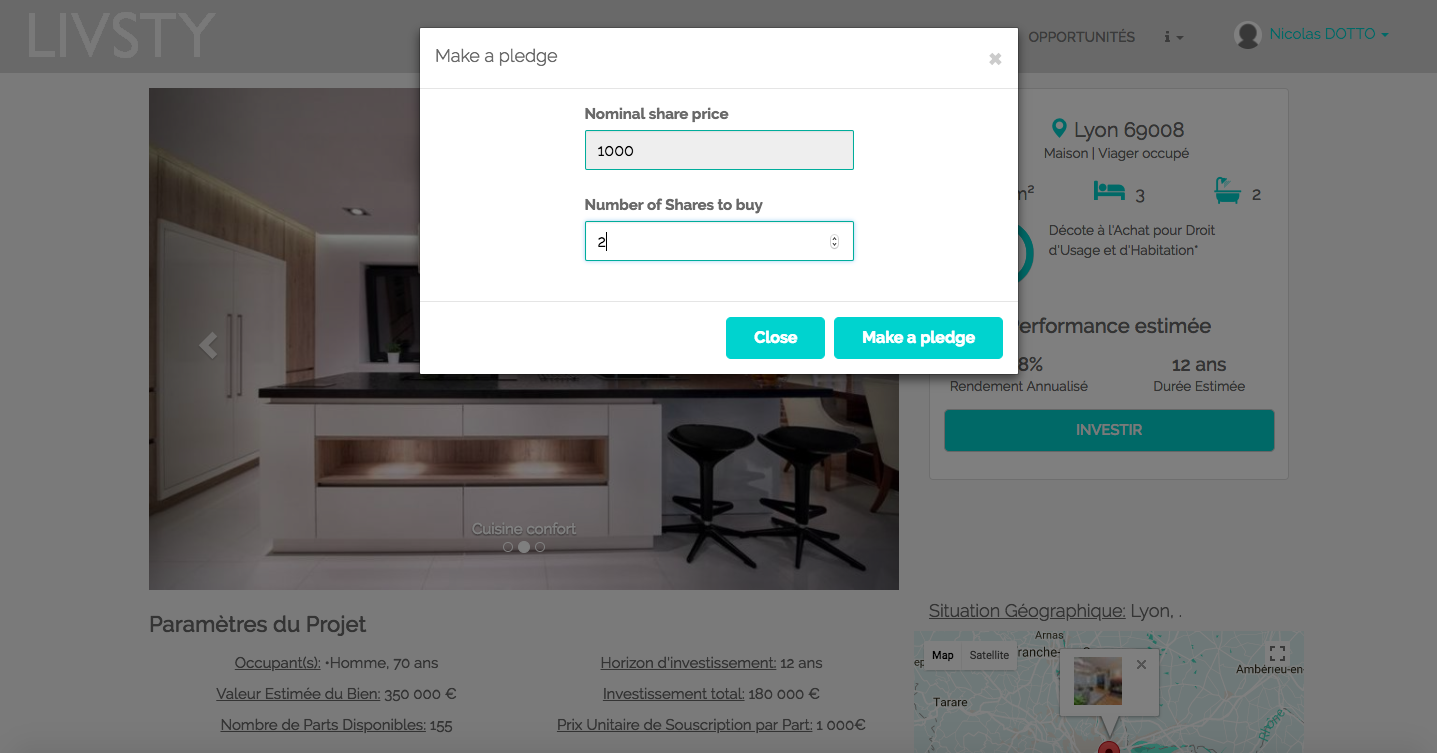 LIVSTY
OPPORTUNITÉS
Nicolas DOTTO
Make a pledge
Nominal share price
1000
Number of Shares to buy
2
Close
Make a pledge
Lyon 69008
Maison | Viager occupé
m²
3
2
Décote à l'Achat pour Droit
d'Usage et d'Habitation*
erformance estimée
8%
12 ans
Rendement Annualisé
Durée Estimée
INVESTIR
Cuisine confort
Paramètres du Projet
Occupant(s): •Homme, 70 ans
Horizon d'investissement: 12 ans
Valeur Estimée du Bien: 350 000 €
Investissement total: 180 000 €
Nombre de Parts Disponibles: 155
Prix Unitaire de Souscription par Part: 1 000€
Situation Géographique: Lyon, .
Arnas
ranche-
Map
Satellite
Ambérieu-en-
Tarare
Rhône